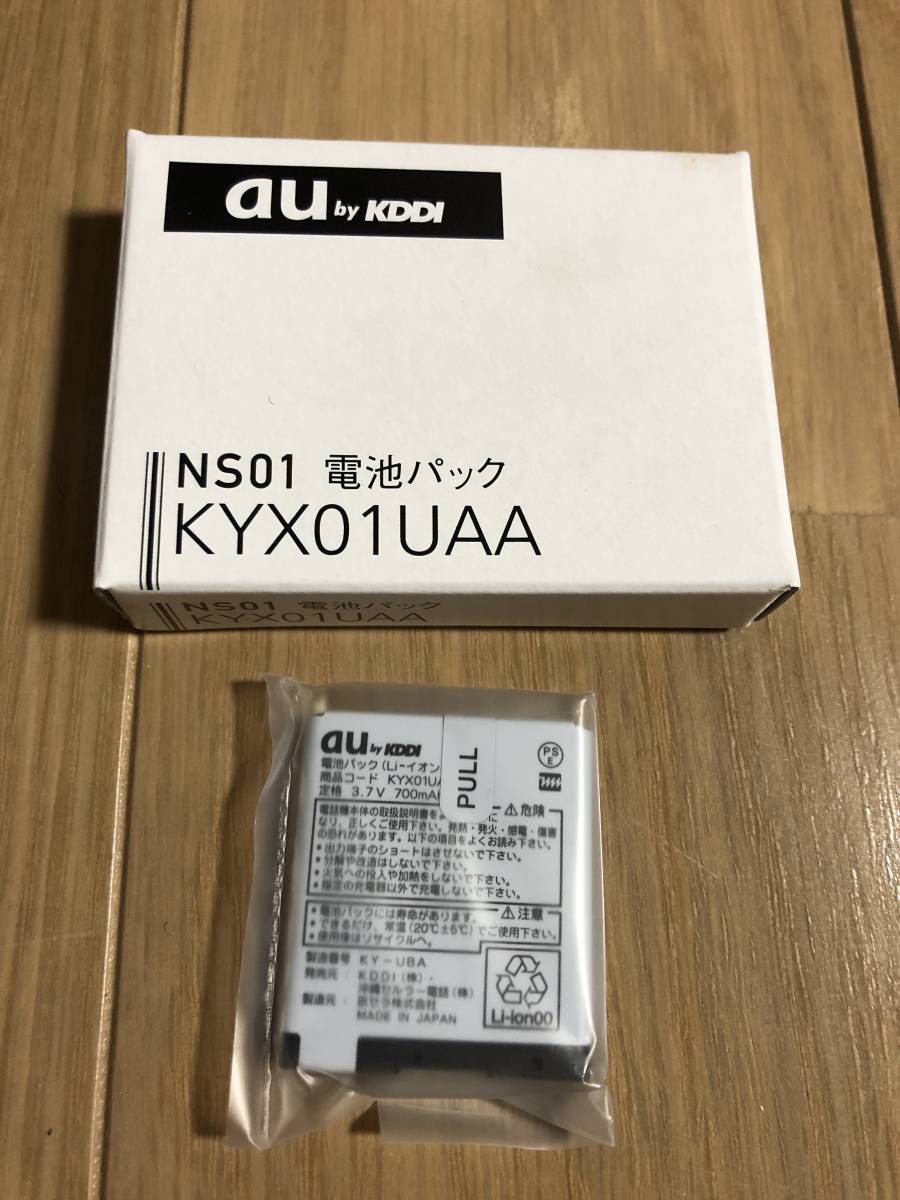 au by KDDI
NS01 電池パック
KYX01UAA
NS01 電池パック
KYX01UAA
au by KDDI
電池パック(Li-イオン
商品コード KYX01UA
定格 3.7V 700mA
PULL
PS
E
⚠危険
電話機本体の取扱説明書をよ
になり、正しくご使用下さい。発熱・発火・感電・傷害
の恐れがあります。以下の項目をよくお読み下さい。
・出力端子のショートはさせないで下さい。
・分解や改造はしないで下さい。
・火気への投入や加熱をしないで下さい。
・指定の充電器以外で充電しないで下さい。
⚠注意
・電池パックには寿命があります。
・できるだけ、常温(20℃±5℃)でご使用下さい。
・使用後はリサイクルへ。
製造番号 KY-UBA
発売元: KDDI(株)・
沖縄セルラー電話(株)
製造元: 京セラ株式会社
MADE IN JAPAN
Li-ion00